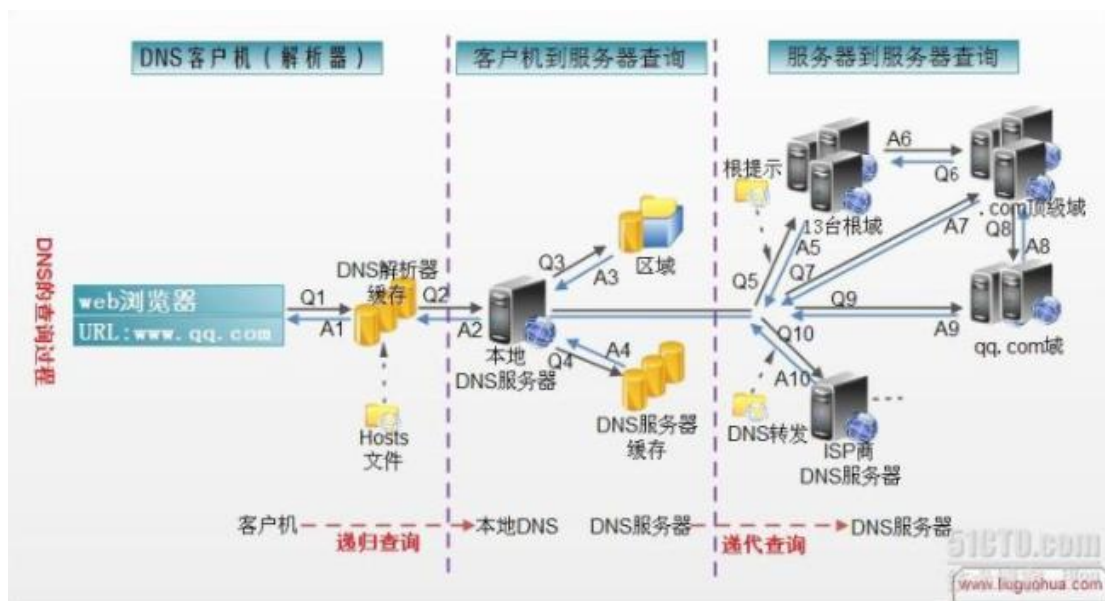 DNS客户机(解析器)
客户机到服务器查询
服务器到服务器查询
DNS的查询过程
web浏览器
URL:www.qq.com
Q1
A1
DNS解析器
缓存
Hosts
文件
Q2
A2
本地
DNS服务器
Q3
A3
区域
Q4
A4
DNS服务器
缓存
根提示
13台根域
A6
Q6
.com顶级域
Q5
A5
Q7
A7
Q8
A8
Q9
A9
qq.com域
Q10
A10
DNS转发
ISP商
DNS服务器
客户机
递归查询
本地DNS
DNS服务器
递代查询
DNS服务器
51CTO.com
www.liuguohua.com